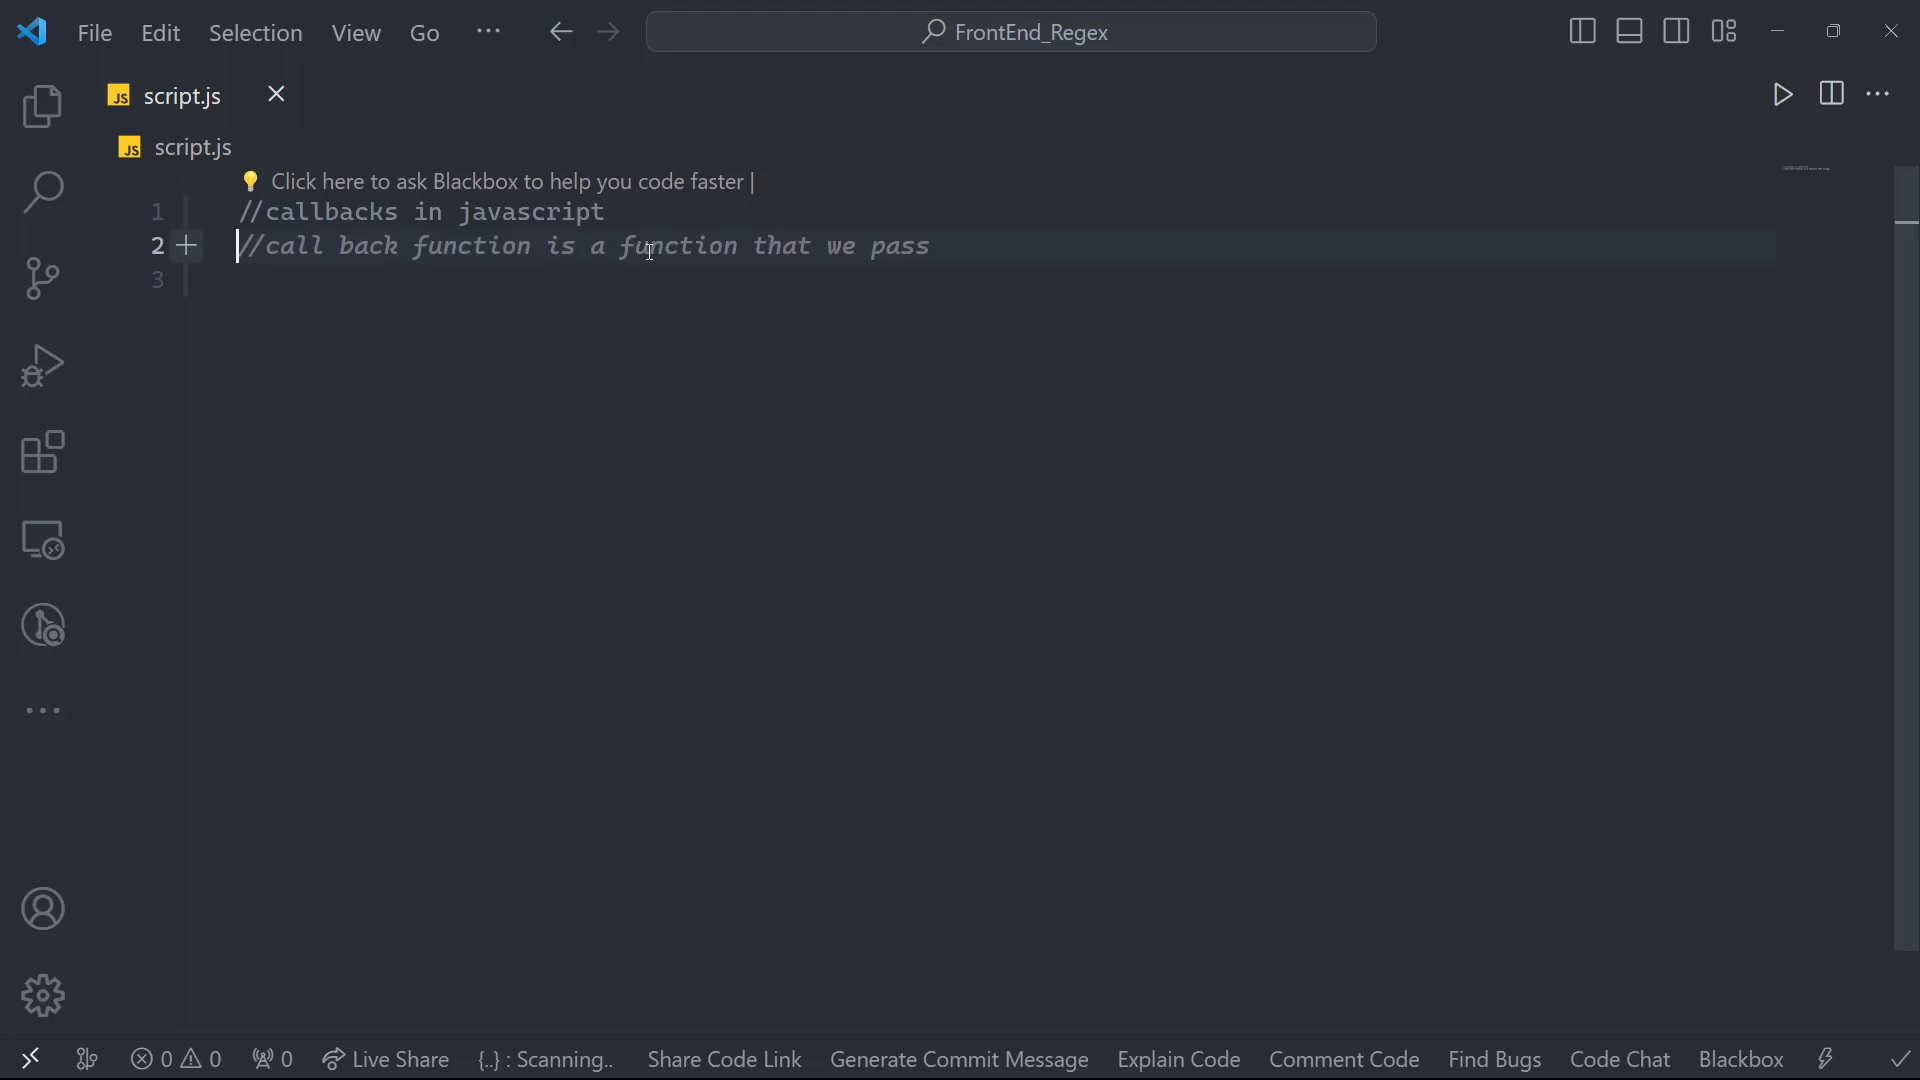 File Edit Selection View Go ··· FrontEnd_Regex
JS script.js
JS script.js
Click here to ask Blackbox to help you code faster |
1 //callbacks in javascript
2 //call back function is a function that we pass
3
0 0 0 Live Share {..} : Scanning.. Share Code Link Generate Commit Message Explain Code Comment Code Find Bugs Code Chat Blackbox